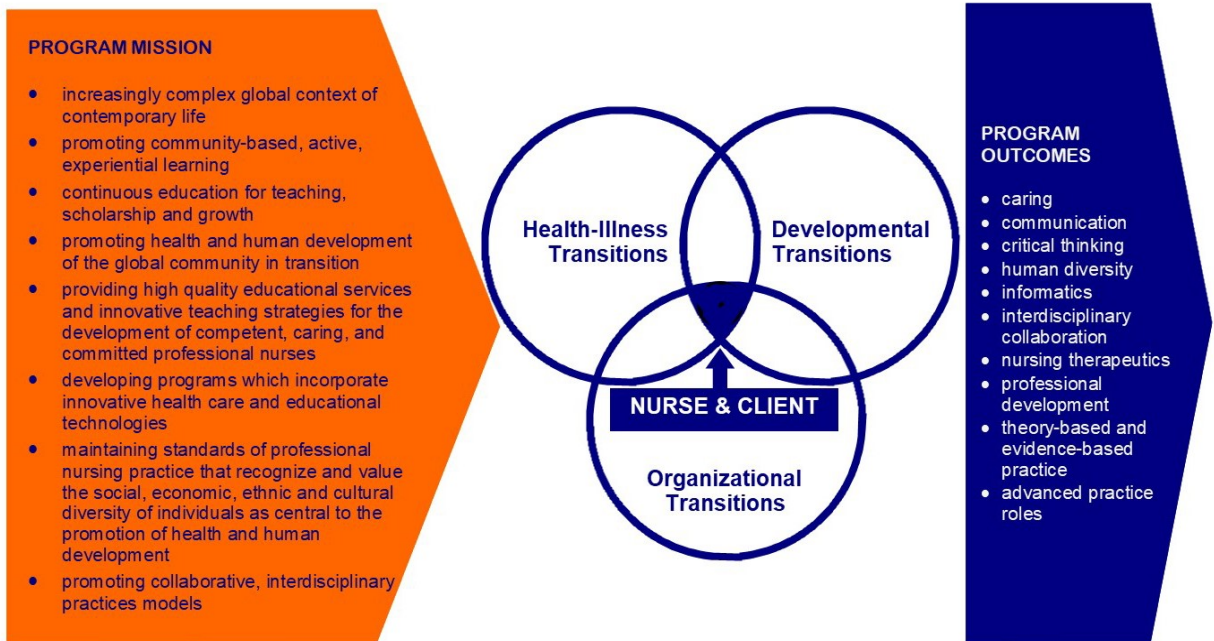 PROGRAM MISSION
• increasingly complex global context of
contemporary life
• promoting community-based, active,
experiential learning
• continuous education for teaching,
scholarship and growth
• promoting health and human development
of the global community in transition
• providing high quality educational services
and innovative teaching strategies for the
development of competent, caring, and
committed professional nurses
• developing programs which incorporate
innovative health care and educational
technologies
• maintaining standards of professional
nursing practice that recognize and value
the social, economic, ethnic and cultural
diversity of individuals as central to the
promotion of health and human
development
• promoting collaborative, interdisciplinary
practices models
Health-Illness
Transitions
Developmental
Transitions
NURSE & CLIENT
Organizational
Transitions
PROGRAM
OUTCOMES
• caring
• communication
• critical thinking
• human diversity
• informatics
• interdisciplinary
collaboration
• nursing therapeutics
• professional
development
• theory-based and
evidence-based
practice
• advanced practice
roles